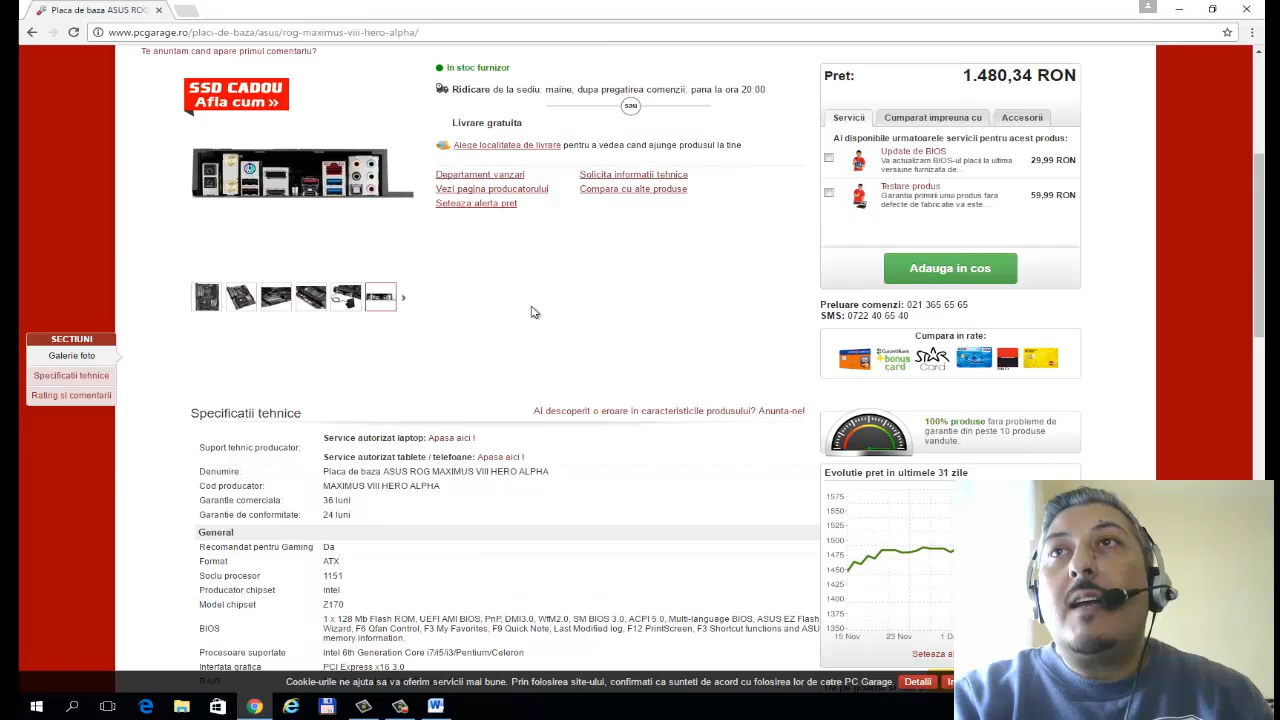 Placa de baza ASUS ROG
www.pcgarage.ro/placi-de-baza/asus/rog-maximus-viii-hero-alpha/
Te anuntam cand apare primul comentariu?
SSD CADOU
Afla cum »
In stoc furnizor
Ridicare de la sediu: maine, dupa pregatirea comenzii, pana la ora 20:00
sau
Livrare gratuita
Alege localitatea de livrare pentru a vedea cand ajunge produsul la tine
Departament vanzari
Solicita informatii tehnice
Vezi pagina producatorului
Compara cu alte produse
Seteaza alerta pret
Pret: 1.480,34 RON
Servicii
Cumparat impreuna cu
Accesorii
Ai disponibile urmatoarele servicii pentru acest produs:
Update de BIOS
Va actualizam BIOS-ul placii la ultima
versiune furnizata de...
29,99 RON
Testare produs
Garantia primirii unui produs fara
defecte de fabricatie va este...
59,99 RON
Adauga in cos
Preluare comenzi: 021 365 65 65
SMS: 0722 40 65 40
Cumpara in rate:
GarantiBank
+bonus
card
STAR
Card
SECTIUNI
Galerie foto
Specificatii tehnice
Rating si comentarii
100% produse fara probleme de
garantie din peste 10 produse
vandute.
Evolutie pret in ultimele 31 zile
1575
1550
1525
1500
1475
1450
1425
1400
1375
1350
15 Nov
23 Nov
1 D
Seteaza al
Specificatii tehnice
Ai descoperit o eroare in caracteristicile produsului? Anunta-ne!
Suport tehnic producator:
Service autorizat laptop: Apasa aici !
Service autorizat tablete / telefoane: Apasa aici !
Denumire: Placa de baza ASUS ROG MAXIMUS VIII HERO ALPHA
Cod producator: MAXIMUS VIII HERO ALPHA
Garantie comerciala: 36 luni
Garantie de conformitate: 24 luni
General
Recomandat pentru Gaming Da
Format ATX
Soclu procesor 1151
Producator chipset Intel
Model chipset Z170
BIOS
1 x 128 Mb Flash ROM, UEFI AMI BIOS, PnP, DMI3.0, WfM2.0, SM BIOS 3.0, ACPI 5.0, Multi-language BIOS, ASUS EZ Flash
Wizard, F6 Qfan Control, F3 My Favorites, F9 Quick Note, Last Modified log, F12 PrintScreen, F3 Shortcut functions and ASU
memory information.
Procesoare suportate Intel 6th Generation Core i7/i5/i3/Pentium/Celeron
Interfata grafica PCI Express x16 3.0
Cookie-urile ne ajuta sa va oferim servicii mai bune. Prin folosirea site-ului, confirmati ca sunteti de acord cu folosirea lor de catre PC Garage.
Detalii